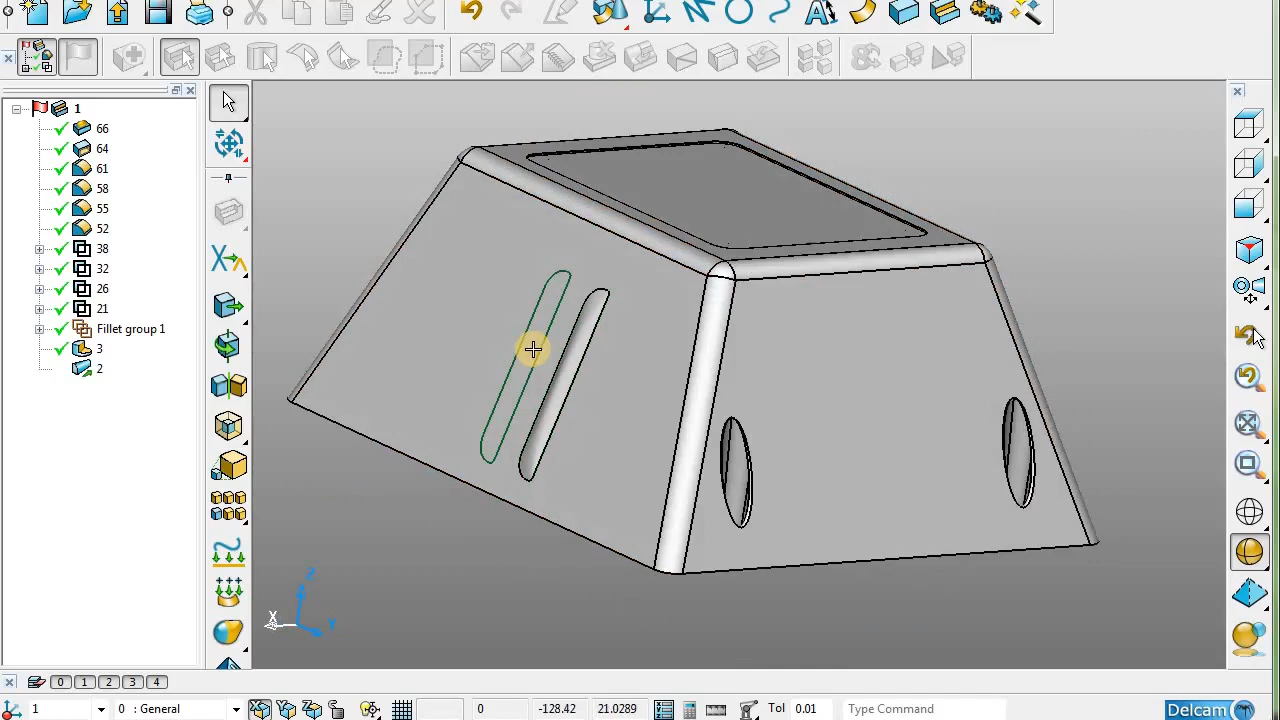 1
66
64
61
58
55
52
38
32
26
21
Fillet group 1
3
2
Z
X
Y
0 1 2 3 4
1 0 : General 0 -128.42 21.0289 Tol 0.01 Type Command Delcam